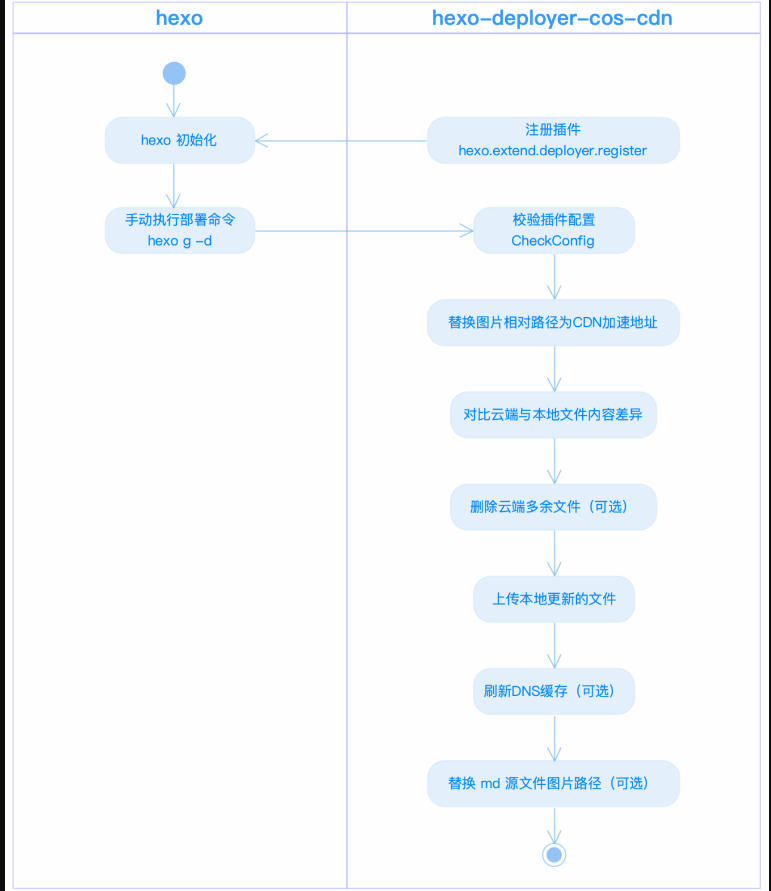 hexo
hexo-deployer-cos-cdn
hexo 初始化
注册插件
hexo.extend.deployer.register
手动执行部署命令
hexo g -d
校验插件配置
CheckConfig
替换图片相对路径为CDN加速地址
对比云端与本地文件内容差异
删除云端多余文件（可选）
上传本地更新的文件
刷新DNS缓存（可选）
替换 md 源文件图片路径（可选）